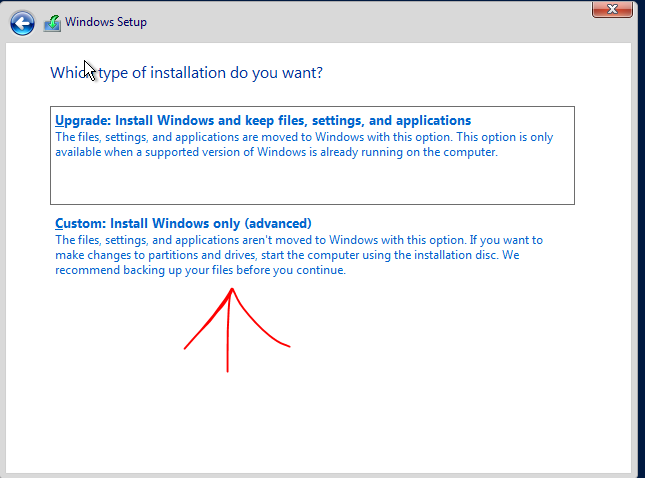 Windows Setup
Which type of installation do you want?
Upgrade: Install Windows and keep files, settings, and applications
The files, settings, and applications are moved to Windows with this option. This option is only
available when a supported version of Windows is already running on the computer.
Custom: Install Windows only (advanced)
The files, settings, and applications aren't moved to Windows with this option. If you want to
make changes to partitions and drives, start the computer using the installation disc. We
recommend backing up your files before you continue.